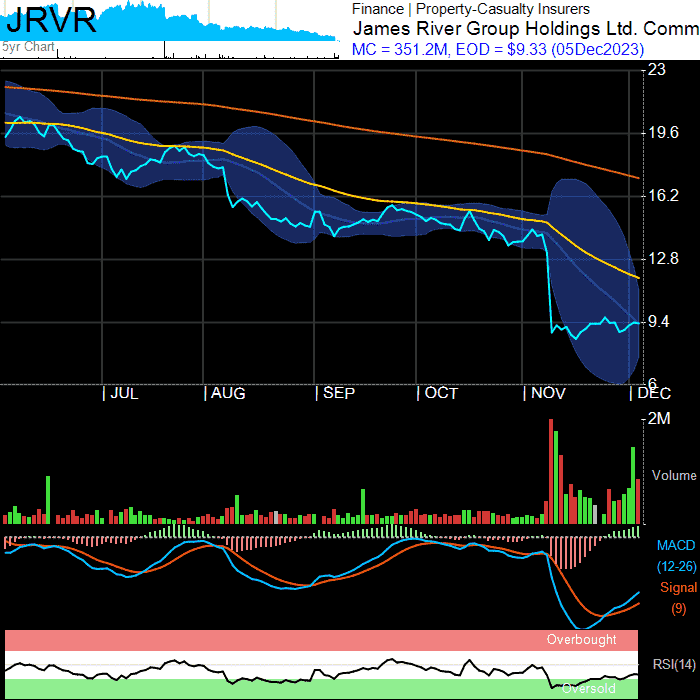 JRVR
5yr Chart
Finance | Property-Casualty Insurers
James River Group Holdings Ltd. Comm
MC = 351.2M, EOD = $9.33 (05Dec2023)
23
19.6
16.2
12.8
9.4
6
JUL AUG SEP OCT NOV DEC
2M
Volume
MACD
(12-26)
Signal
(9)
Overbought
RSI(14)
Oversold